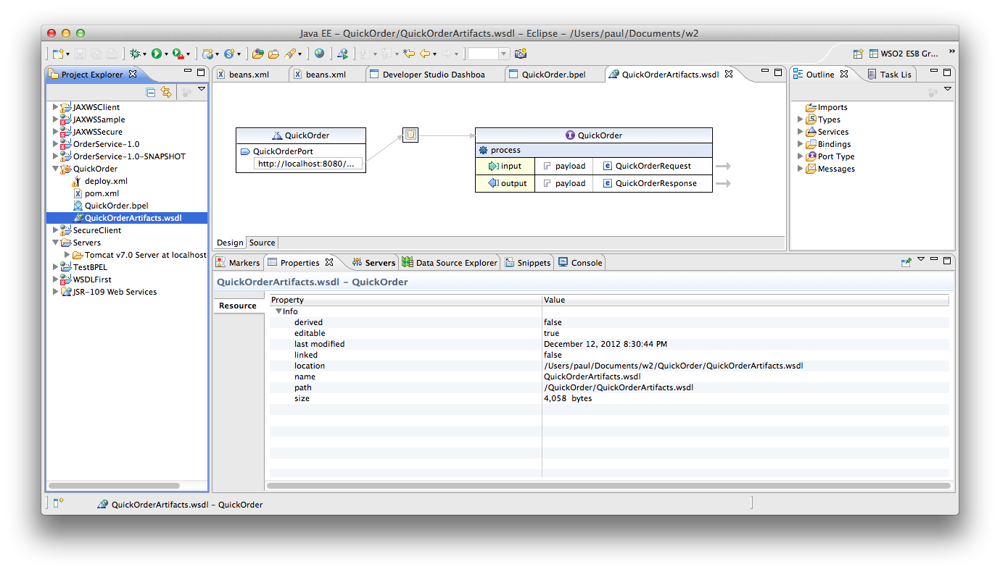 Java EE – QuickOrder/QuickOrderArtifacts.wsdl – Eclipse – /Users/paul/Documents/w2
WSO2 ESB Gr... »
Project Explorer
JAXWSClient
JAXWSSample
JAXWSSecure
OrderService-1.0
OrderService-1.0-SNAPSHOT
QuickOrder
deploy.xml
pom.xml
QuickOrder.bpel
QuickOrderArtifacts.wsdl
SecureClient
Servers
Tomcat v7.0 Server at localhost
TestBPEL
WSDLFirst
JSR-109 Web Services
beans.xml
beans.xml
Developer Studio Dashboa
QuickOrder.bpel
QuickOrderArtifacts.wsdl
QuickOrder
QuickOrderPort
http://localhost:8080/...
QuickOrder
process
input payload QuickOrderRequest
output payload QuickOrderResponse
Design Source
Outline
Task Lis
Imports
Types
Services
Bindings
Port Type
Messages
Markers Properties Servers Data Source Explorer Snippets Console
QuickOrderArtifacts.wsdl – QuickOrder
Resource
Property Value
Info
derived false
editable true
last modified December 12, 2012 8:30:44 PM
linked false
location /Users/paul/Documents/w2/QuickOrder/QuickOrderArtifacts.wsdl
name QuickOrderArtifacts.wsdl
path /QuickOrder/QuickOrderArtifacts.wsdl
size 4,058 bytes
QuickOrderArtifacts.wsdl – QuickOrder